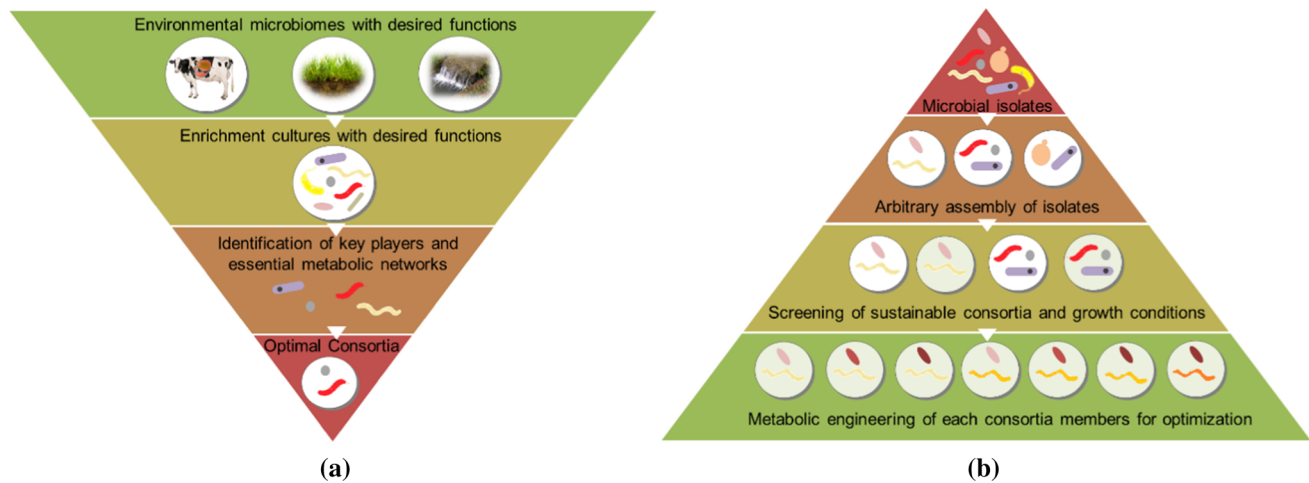 Environmental microbiomes with desired functions
Enrichment cultures with desired functions
Identification of key players and
essential metabolic networks
Optimal Consortia
(a)
Microbial isolates
Arbitrary assembly of isolates
Screening of sustainable consortia and growth conditions
Metabolic engineering of each consortia members for optimization
(b)